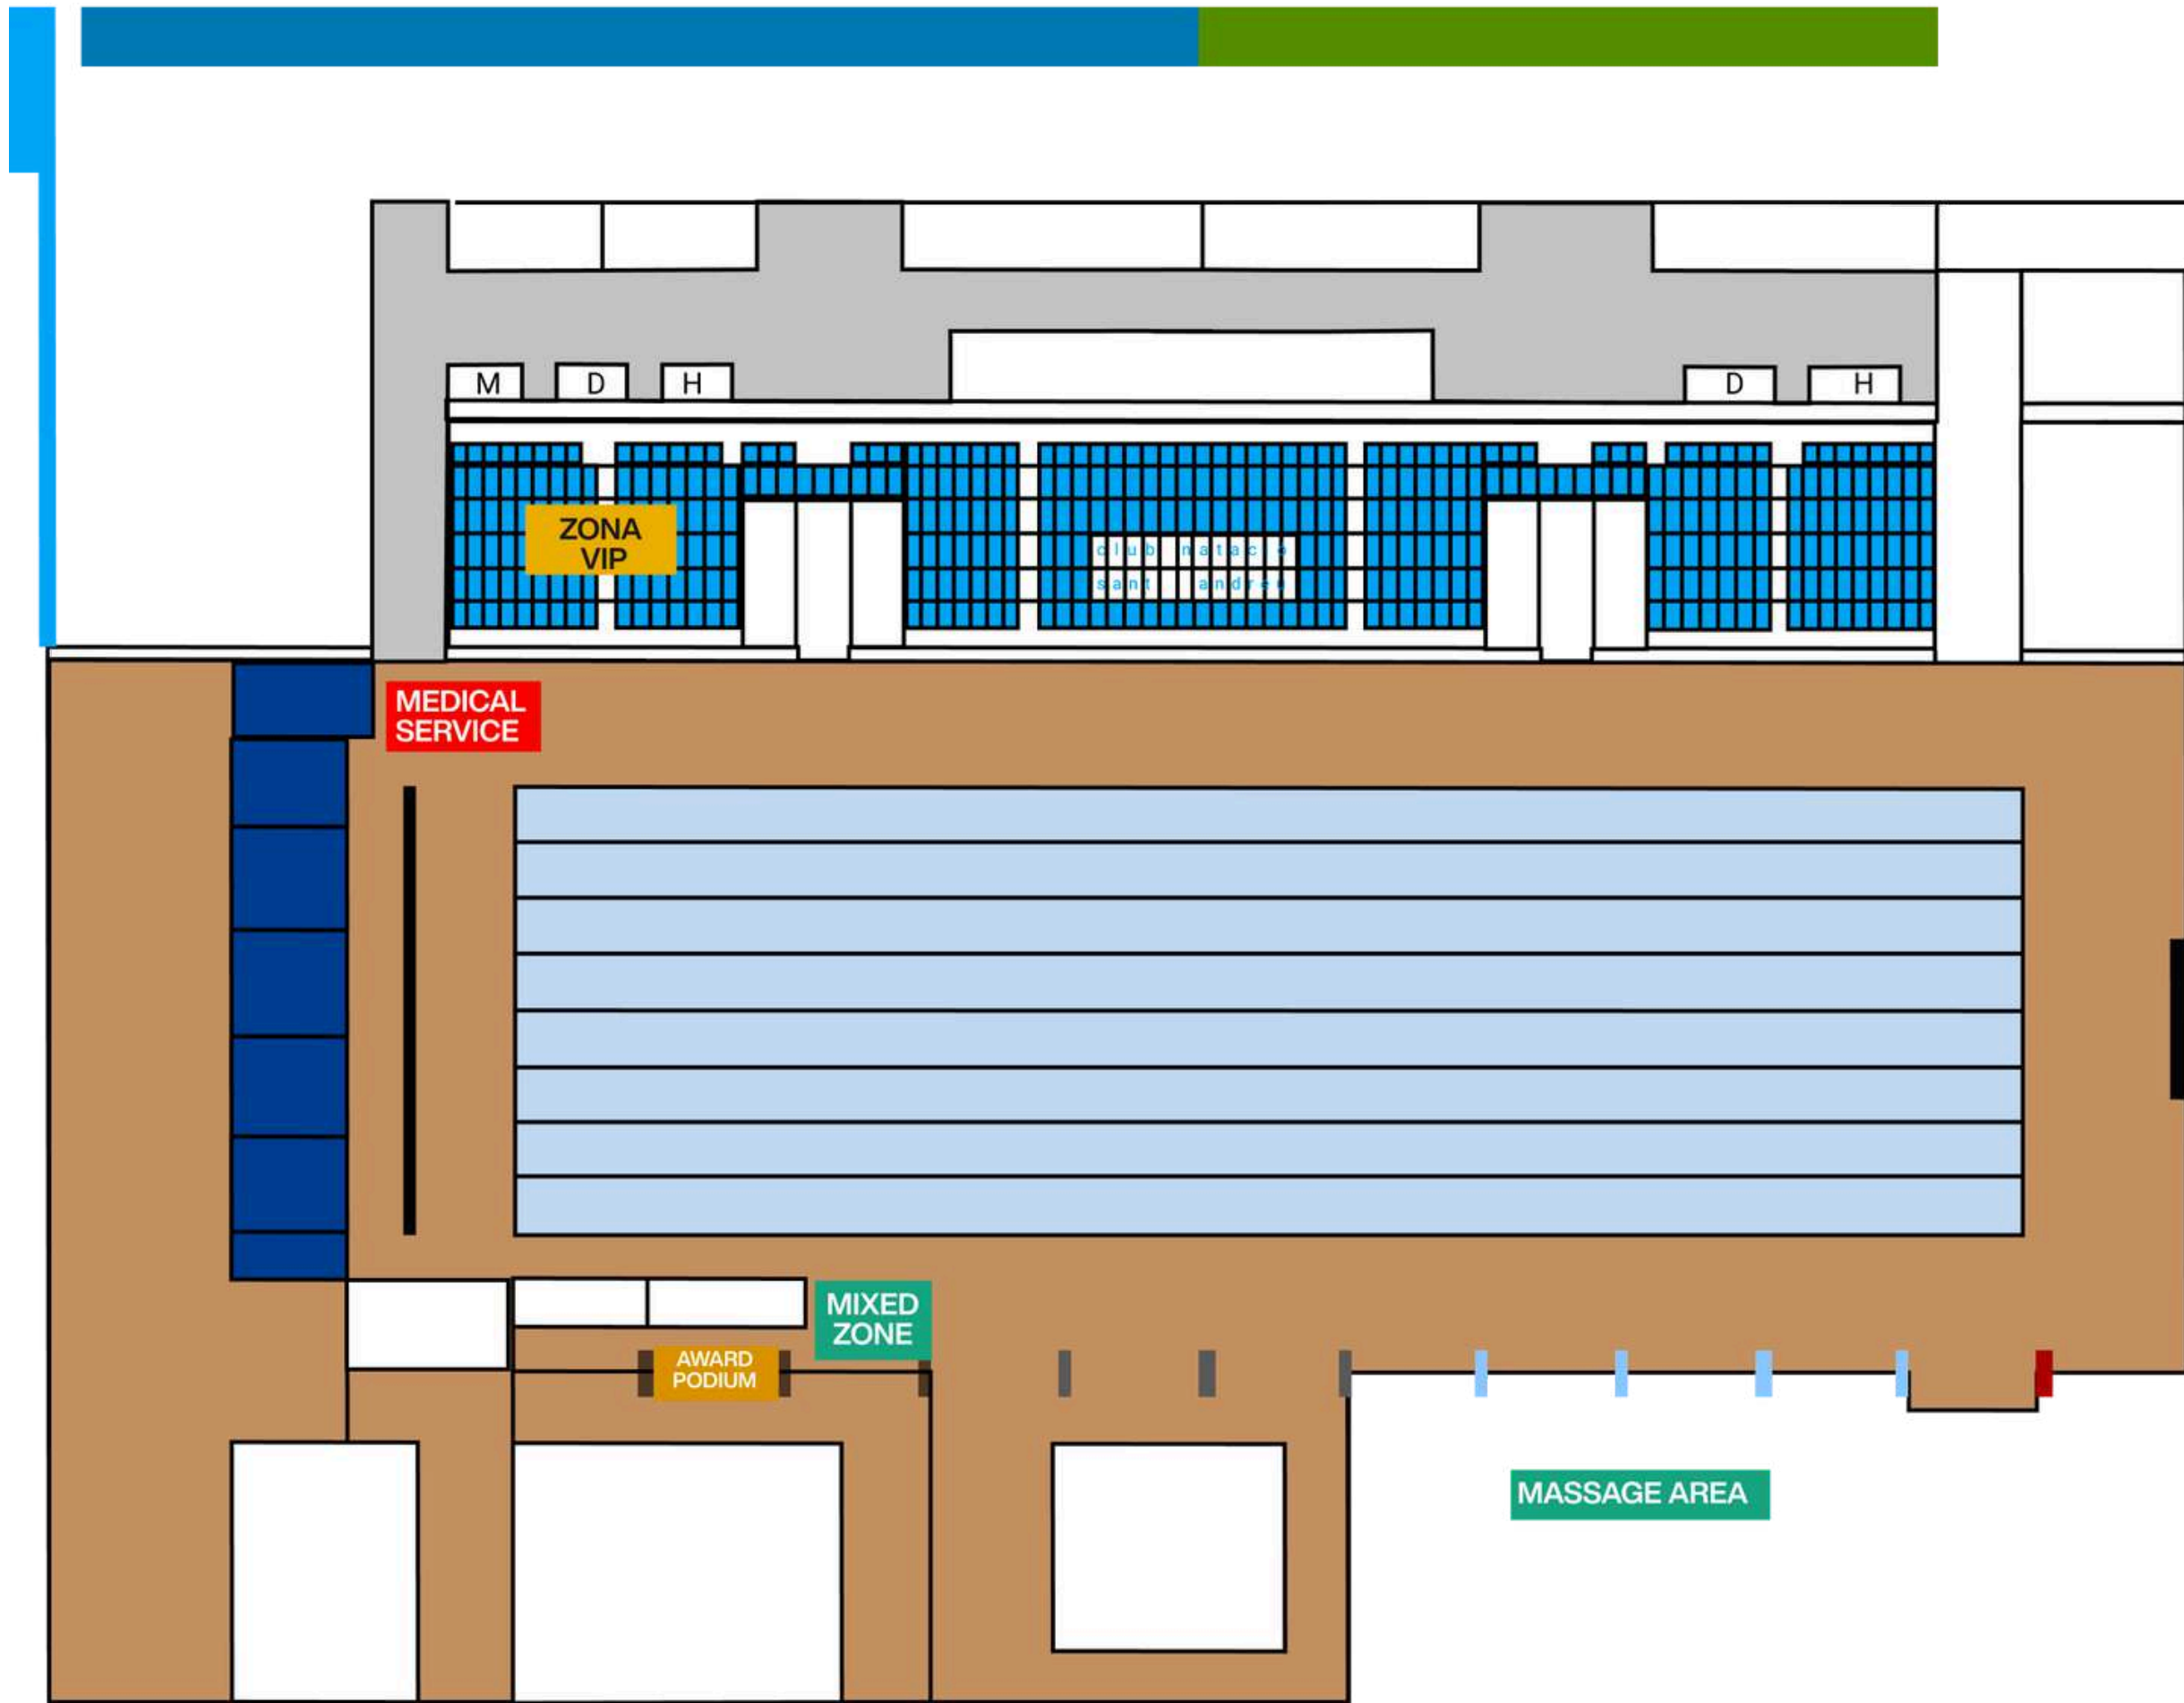 M D H D H
ZONA
VIP
club natació
sant andreu
MEDICAL
SERVICE
MIXED
ZONE
AWARD
PODIUM
MASSAGE AREA